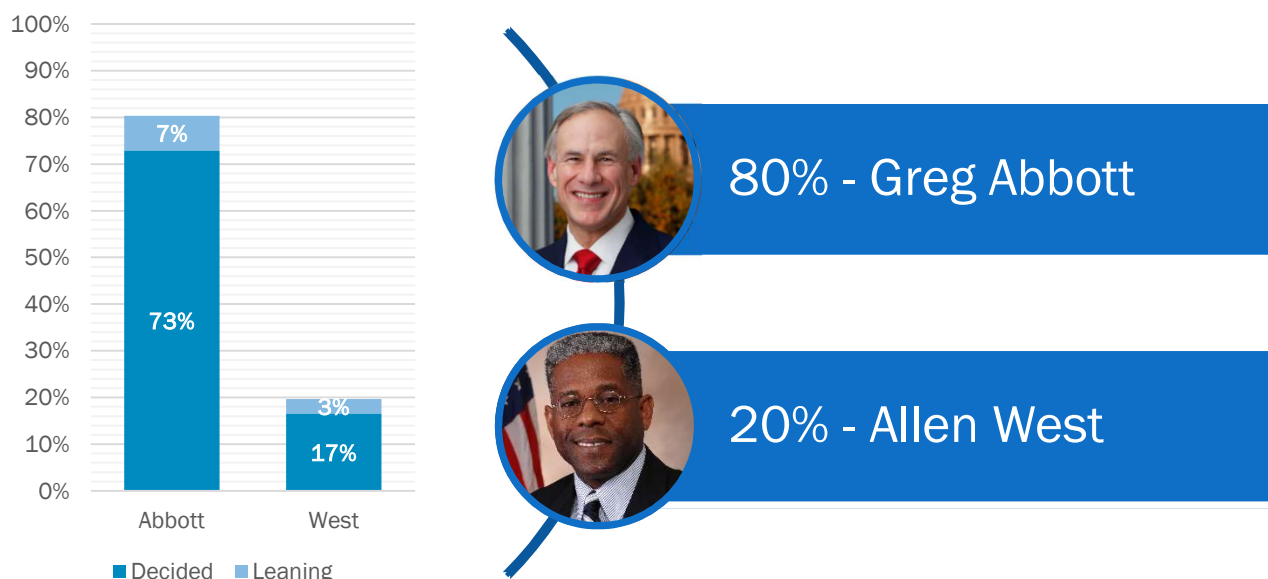 100%
90%
80%
70%
60%
50%
40%
30%
20%
10%
0%
7%
73%
3%
17%
Abbott
West
Decided
Leaning
80% - Greg Abbott
20% - Allen West